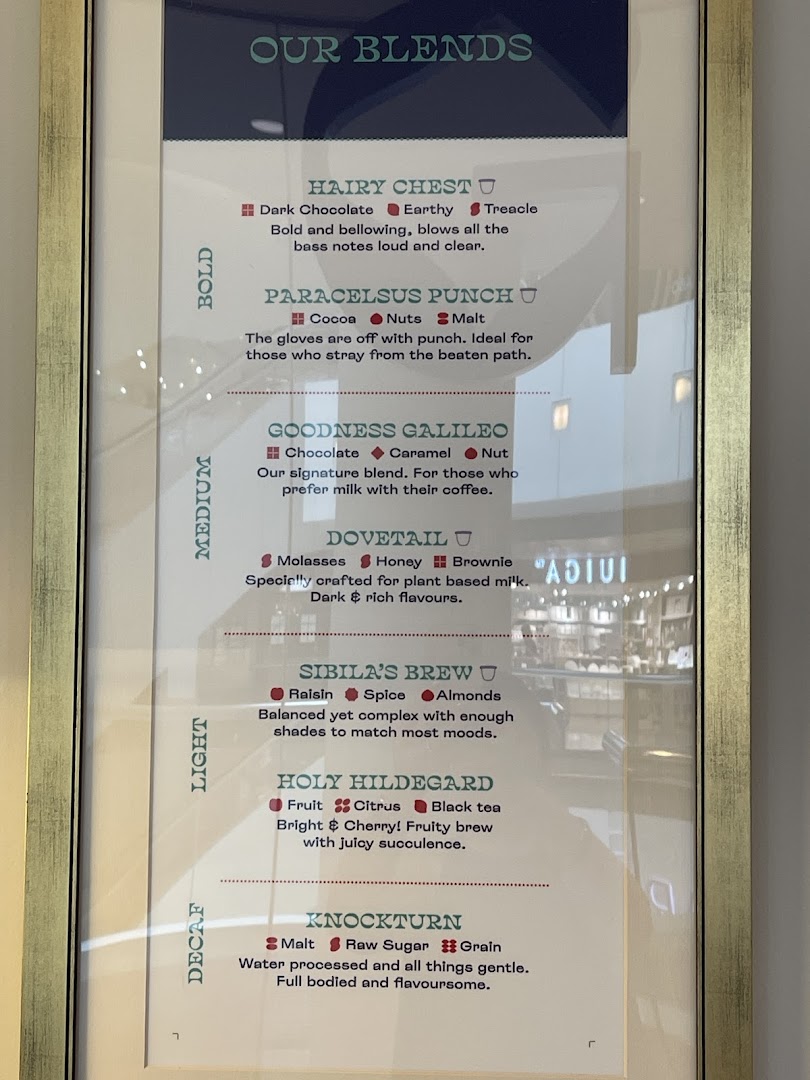 OUR BLENDS
BOLD
HAIRY CHEST
Dark Chocolate Earthy Treacle
Bold and bellowing, blows all the
bass notes loud and clear.
PARACELSUS PUNCH
Cocoa Nuts Malt
The gloves are off with punch. Ideal for
those who stray from the beaten path.
MEDIUM
GOODNESS GALILEO
Chocolate Caramel Nut
Our signature blend. For those who
prefer milk with their coffee.
DOVETAIL
Molasses Honey Brownie
Specially crafted for plant based milk.
Dark & rich flavours.
IUIGA
LIGHT
SIBILA'S BREW
Raisin Spice Almonds
Balanced yet complex with enough
shades to match most moods.
HOLY HILDEGARD
Fruit Citrus Black tea
Bright & Cherry! Fruity brew
with juicy succulence.
DECAF
KNOCKTURN
Malt Raw Sugar Grain
Water processed and all things gentle.
Full bodied and flavoursome.